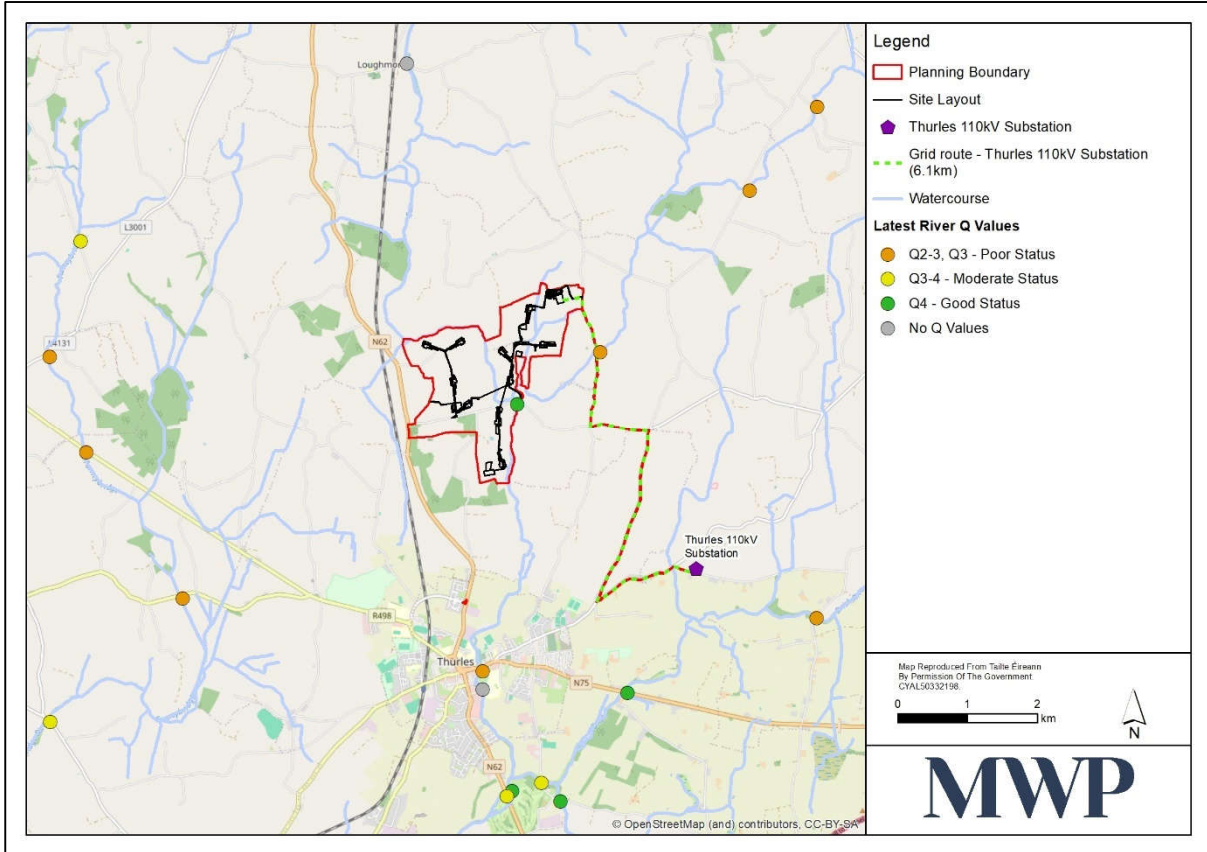 Loughmor
L3001
L4131
N62
Thurles 110kV
Substation
R498
Thurles
N75
N62
© OpenStreetMap (and) contributors, CC-BY-SA
Legend
Planning Boundary
Site Layout
Thurles 110kV Substation
Grid route - Thurles 110kV Substation
(6.1km)
Watercourse
Latest River Q Values
Q2-3, Q3 - Poor Status
Q3-4 - Moderate Status
Q4 - Good Status
No Q Values
Map Reproduced From Tailte Éireann
By Permission Of The Government.
CYAL50332198.
0 1 2
km
N
MWP